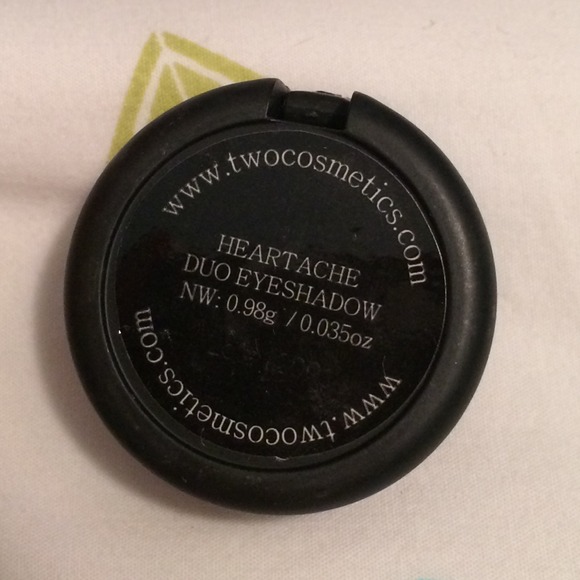 www.twocosmetics.com
HEARTACHE
DUO EYESHADOW
NW: 0.98g / 0.035oz
www.twocosmetics.com